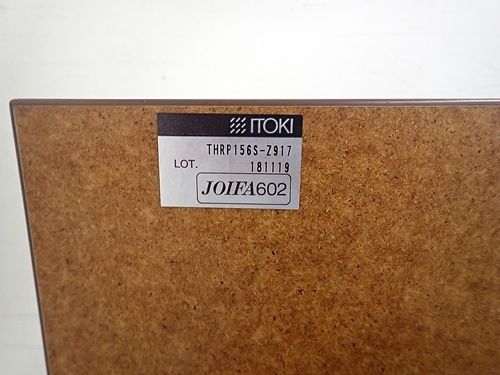 ITOKI
THRP156S-Z917
LOT. 181119
JOIFA602